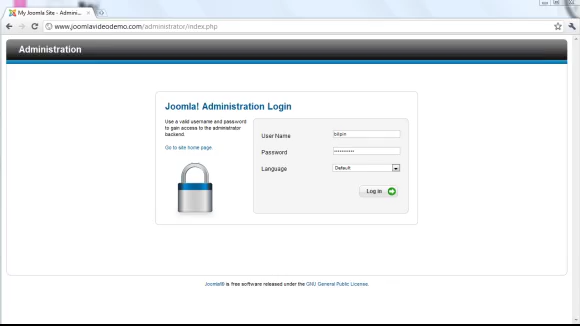 My Joomla Site - Admini...
www.joomlavideodemo.com/administrator/index.php
Administration
Joomla! Administration Login
Use a valid username and password
to gain access to the administrator
backend.
Go to site home page.
User Name
Password
••••••••••
Language
Default
Log in
Joomla!® is free software released under the GNU General Public License.